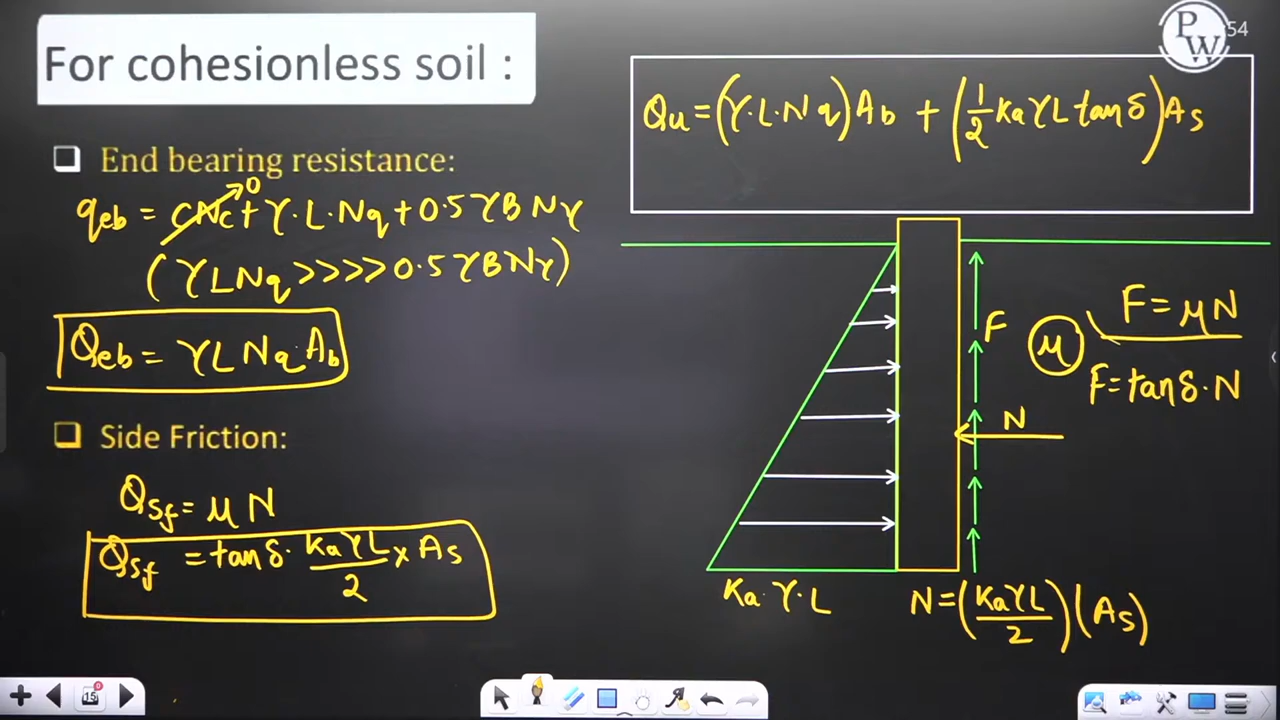 For cohesionless soil :
PW
54
Qu = (γ·L·Nq)Ab + (1/2 Ka γ L tan δ)As
End bearing resistance:
qeb = cNc + γ·L·Nq + 0.5 γ B Nγ
0
(γ L Nq >>>> 0.5 γ B Nγ)
Qeb = γ L Nq·Ab
Side Friction:
Qsf = μ N
Qsf = tan δ · Ka γ L / 2 × As
F
μ
F = μN
F = tan δ · N
N
Ka·γ·L
N = (Ka γ L / 2)(As)
15